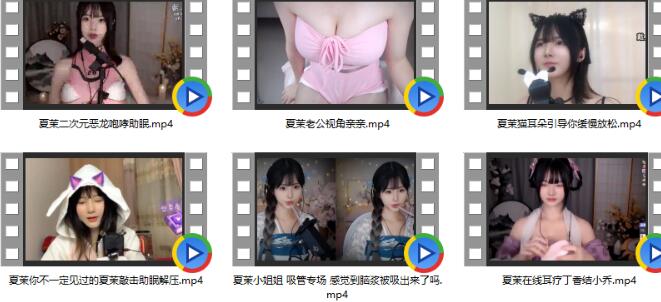 夏茉二次元恶龙咆哮助眠.mp4
夏茉老公视角亲亲.mp4
夏茉猫耳朵引导你缓慢放松.mp4
夏茉你不一定见过的夏茉敲击助眠解压.mp4
夏茉小姐姐 吸管专场 感觉到脑浆被吸出来了吗.
mp4
夏茉在线耳疗丁香结小乔.mp4